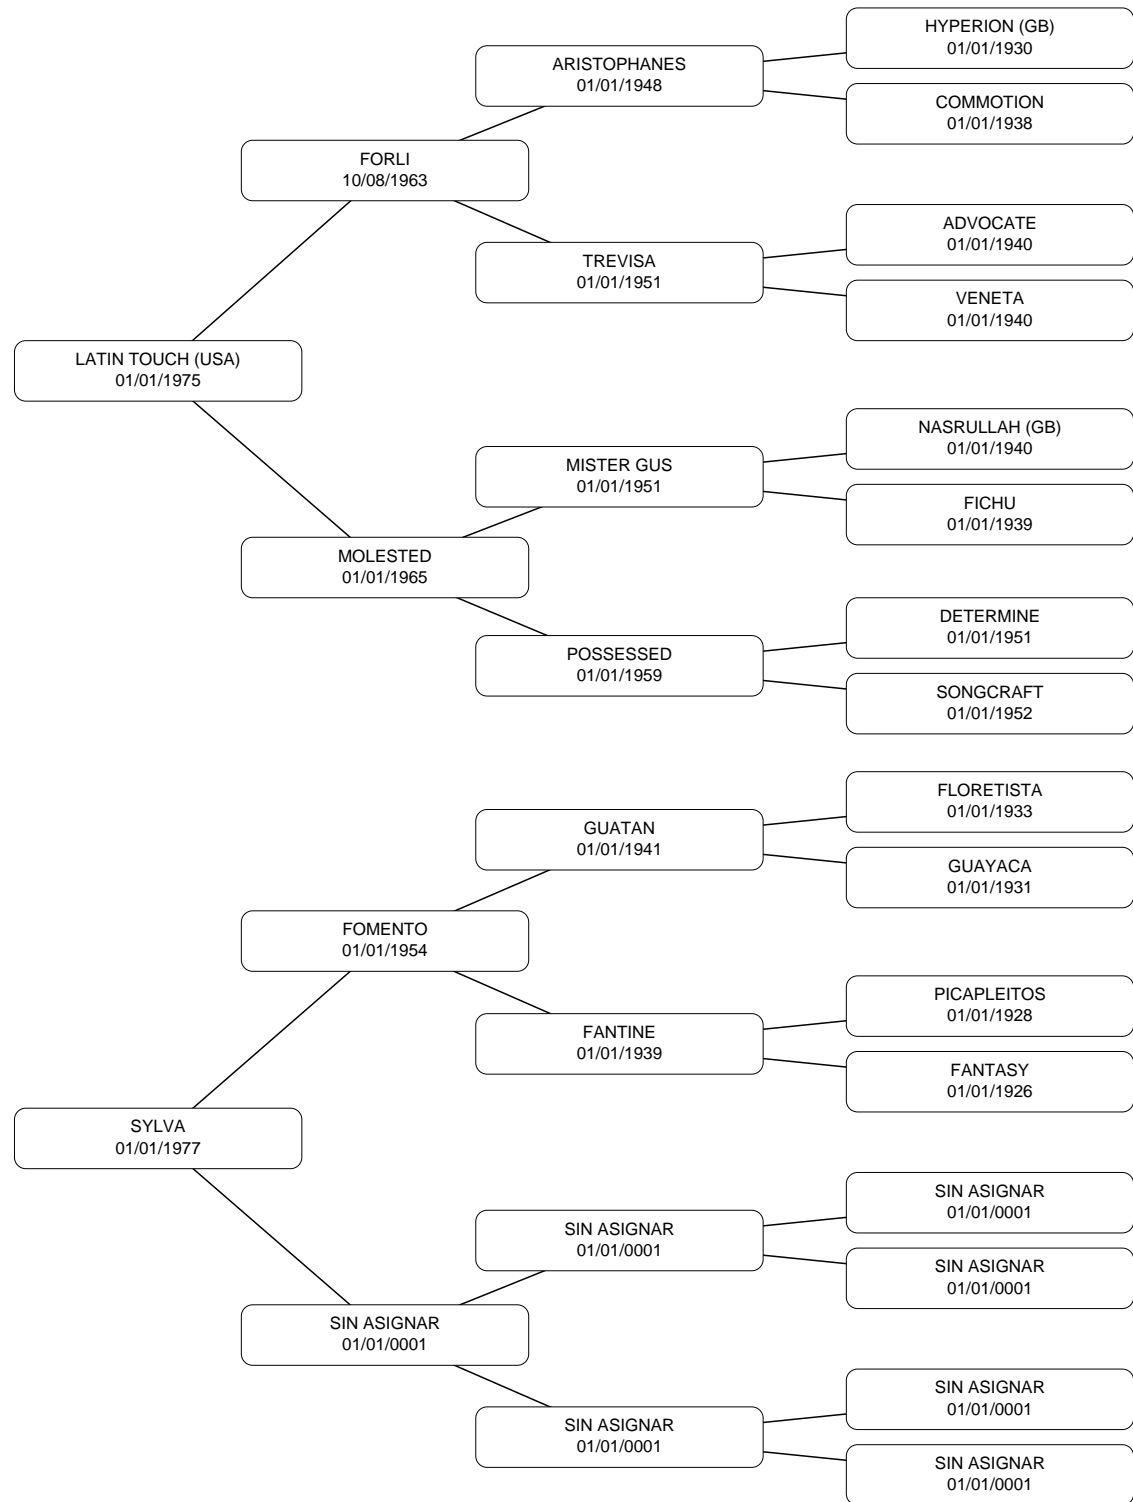 HYPERION (GB)
01/01/1930
ARISTOPHANES
01/01/1948
COMMOTION
01/01/1938
FORLI
10/08/1963
ADVOCATE
01/01/1940
TREVISA
01/01/1951
VENETA
01/01/1940
LATIN TOUCH (USA)
01/01/1975
NASRULLAH (GB)
01/01/1940
MISTER GUS
01/01/1951
FICHU
01/01/1939
MOLESTED
01/01/1965
DETERMINE
01/01/1951
POSSESSED
01/01/1959
SONGCRAFT
01/01/1952
FLORETISTA
01/01/1933
GUATAN
01/01/1941
GUAYACA
01/01/1931
FOMENTO
01/01/1954
PICAPLEITOS
01/01/1928
FANTINE
01/01/1939
FANTASY
01/01/1926
SYLVA
01/01/1977
SIN ASIGNAR
01/01/0001
SIN ASIGNAR
01/01/0001
SIN ASIGNAR
01/01/0001
SIN ASIGNAR
01/01/0001
SIN ASIGNAR
01/01/0001
SIN ASIGNAR
01/01/0001
SIN ASIGNAR
01/01/0001